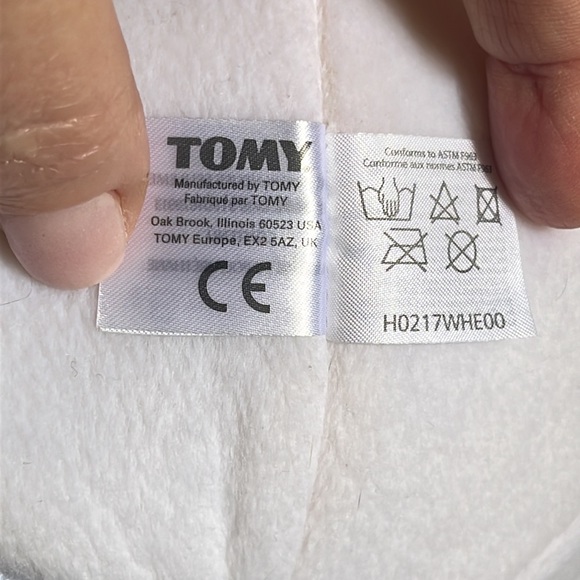 TOMY
Manufactured by TOMY
Fabriqué par TOMY
Oak Brook, Illinois 60523 USA
TOMY Europe, EX2 5AZ, UK
CE
Conforms to ASTM F963
Conforme aux normes ASTM F963
H0217WHE00